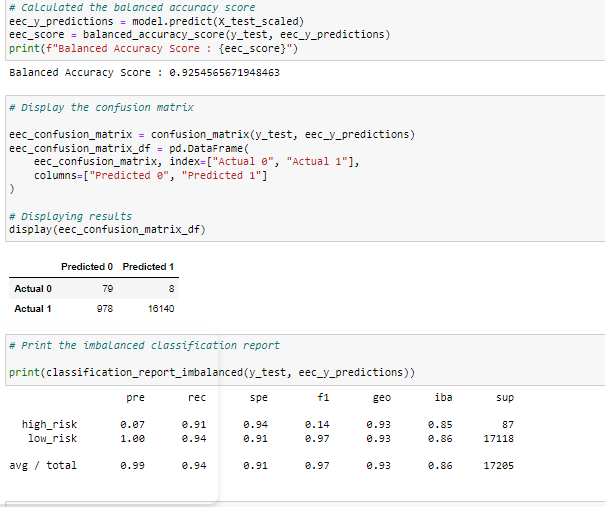 # Calculated the balanced accuracy score
eec_y_predictions = model.predict(X_test_scaled)
eec_score = balanced_accuracy_score(y_test, eec_y_predictions)
print(f"Balanced Accuracy Score : {eec_score}")
Balanced Accuracy Score : 0.9254565671948463
# Display the confusion matrix
eec_confusion_matrix = confusion_matrix(y_test, eec_y_predictions)
eec_confusion_matrix_df = pd.DataFrame(
    eec_confusion_matrix, index=["Actual 0", "Actual 1"],
    columns=["Predicted 0", "Predicted 1"]
)
# Displaying results
display(eec_confusion_matrix_df)
Predicted 0 Predicted 1
Actual 0 79 8
Actual 1 978 16140
# Print the imbalanced classification report
print(classification_report_imbalanced(y_test, eec_y_predictions))
pre rec spe f1 geo iba sup
high_risk 0.07 0.91 0.94 0.14 0.93 0.85 87
low_risk 1.00 0.94 0.91 0.97 0.93 0.86 17118
avg / total 0.99 0.94 0.91 0.97 0.93 0.86 17205